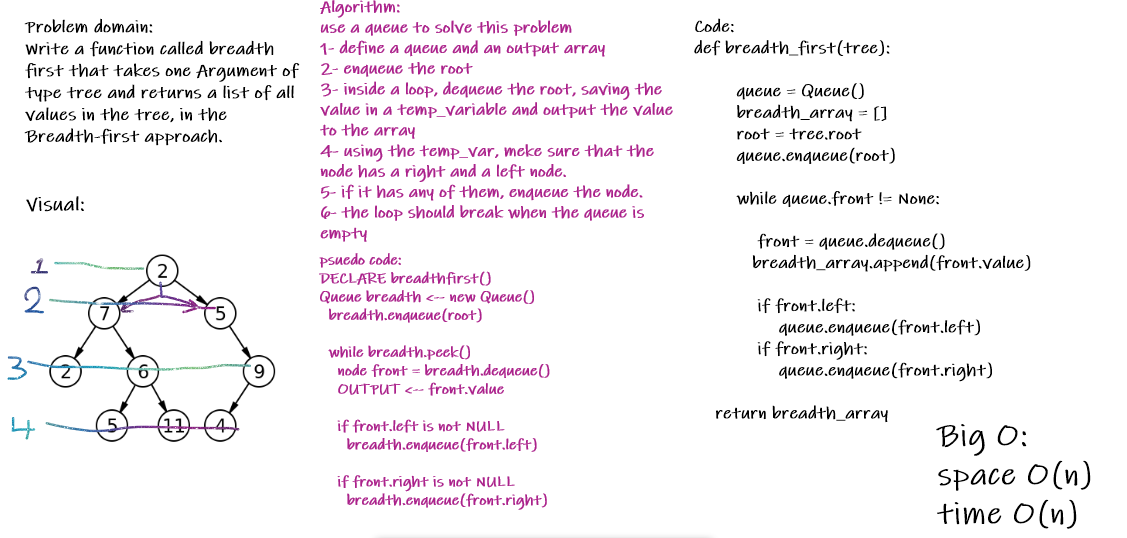 Problem domain:
Write a function called breadth
first that takes one Argument of
type tree and returns a list of all
values in the tree, in the
Breadth-first approach.
Visual:
1
2
3
4
2
7
5
2
6
9
5
11
4
Algorithm:
use a queue to solve this problem
1- define a queue and an output array
2- enqueue the root
3- inside a loop, dequeue the root, saving the
value in a temp_variable and output the value
to the array
4- using the temp_var, meke sure that the
node has a right and a left node.
5- if it has any of them, enqueue the node.
6- the loop should break when the queue is
empty
psuedo code:
DECLARE breadthfirst()
Queue breadth <-- new Queue()
breadth.enqueue(root)
while breadth.peek()
node front = breadth.dequeue()
OUTPUT <-- front.value
if front.left is not NULL
breadth.enqueue(front.left)
if front.right is not NULL
breadth.enqueue(front.right)
Code:
def breadth_first(tree):
queue = Queue()
breadth_array = []
root = tree.root
queue.enqueue(root)
while queue.front != None:
front = queue.dequeue()
breadth_array.append(front.value)
if front.left:
queue.enqueue(front.left)
if front.right:
queue.enqueue(front.right)
return breadth_array
Big O:
space O(n)
time O(n)